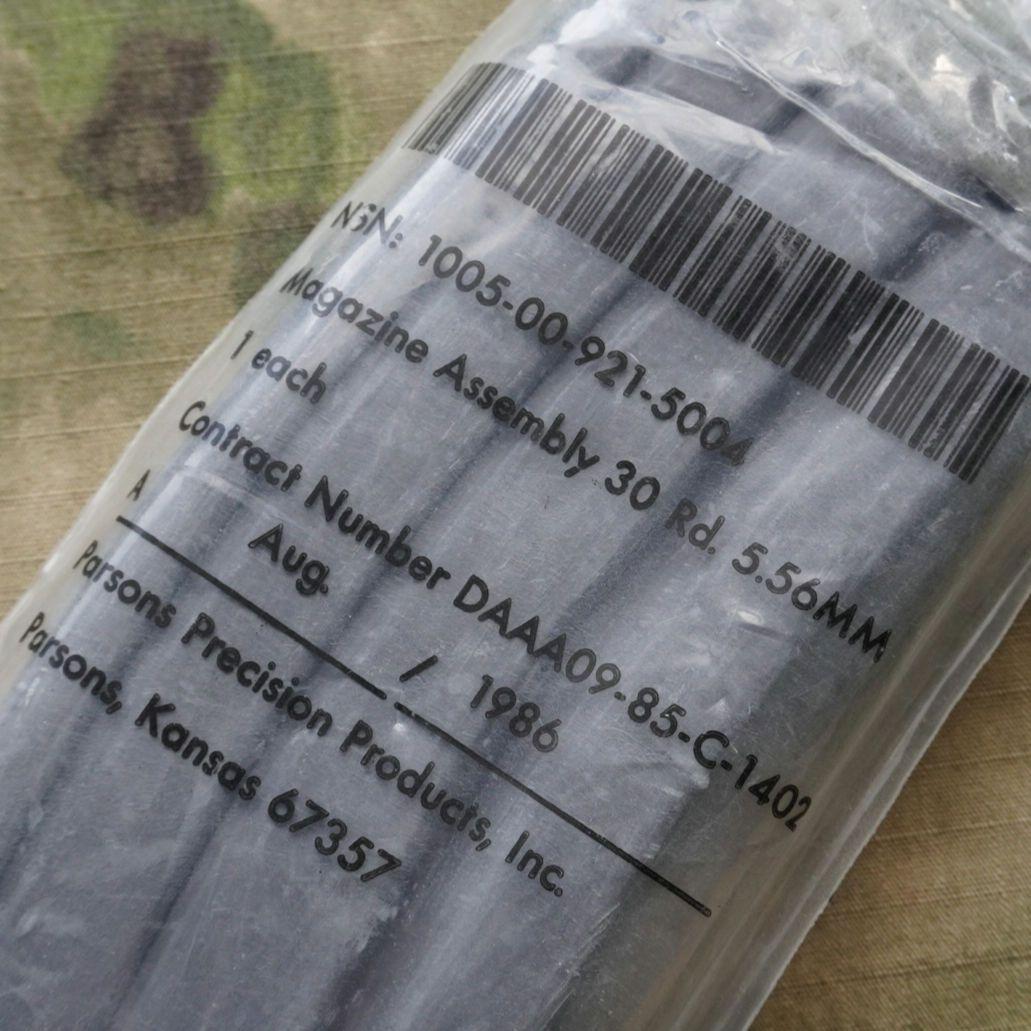 NSN: 1005-00-921-5004
Magazine Assembly 30 Rd. 5.56MM
1 each
Contract Number DAAA09-85-C-1402
A Aug. / 1986
Parsons Precision Products, Inc.
Parsons, Kansas 67357